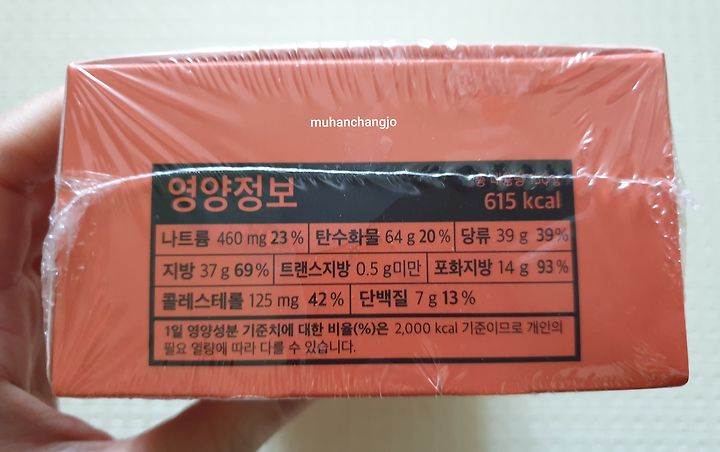 muhanchangjo
영양정보
615 kcal
나트륨 460 mg 23% 탄수화물 64 g 20% 당류 39 g 39%
지방 37 g 69% 트랜스지방 0.5 g미만 포화지방 14 g 93%
콜레스테롤 125 mg 42% 단백질 7 g 13%
1일 영양성분 기준치에 대한 비율(%)은 2,000 kcal 기준이므로 개인의
필요 열량에 따라 다를 수 있습니다.